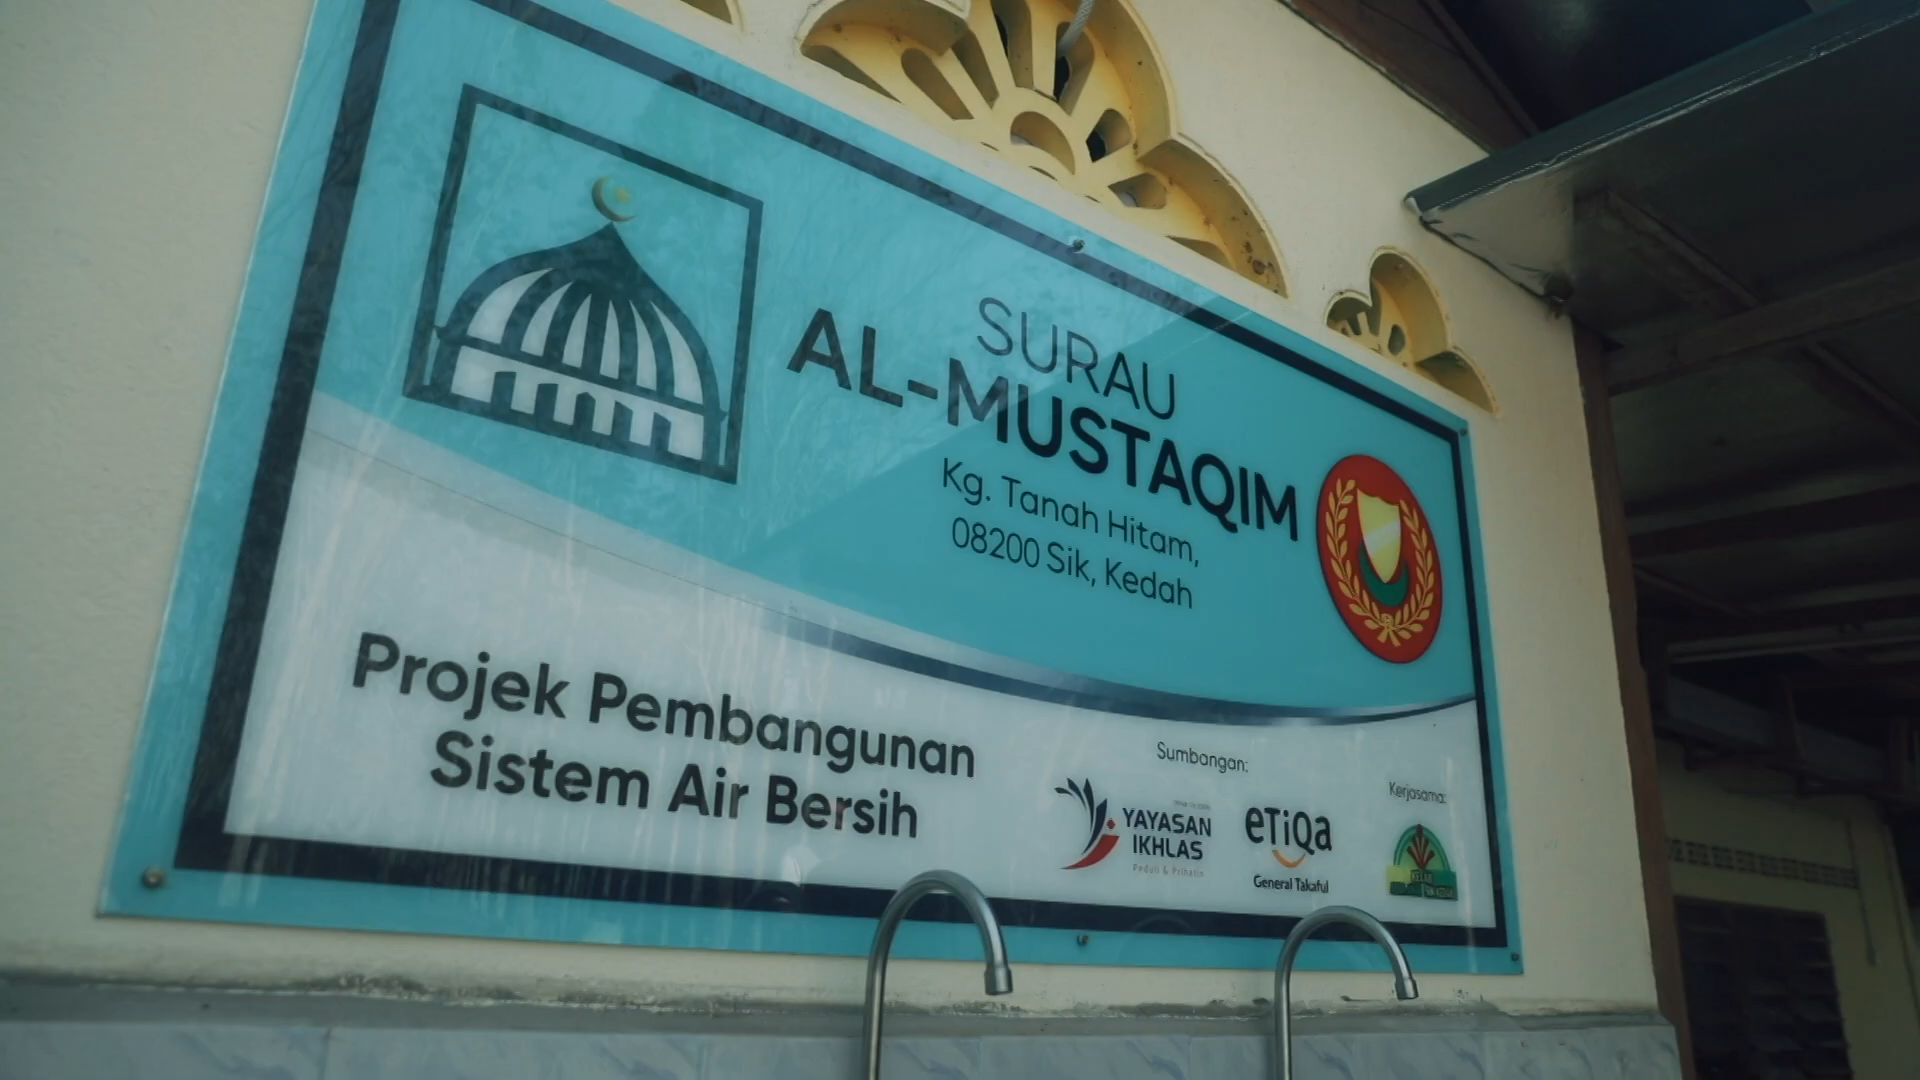 SURAU
AL-MUSTAQIM
Kg. Tanah Hitam,
08200 Sik, Kedah
Projek Pembangunan
Sistem Air Bersih
Sumbangan:
YAYASAN
IKHLAS
Peduli & Prihatin
eTiQa
General Takaful
Kerjasama: